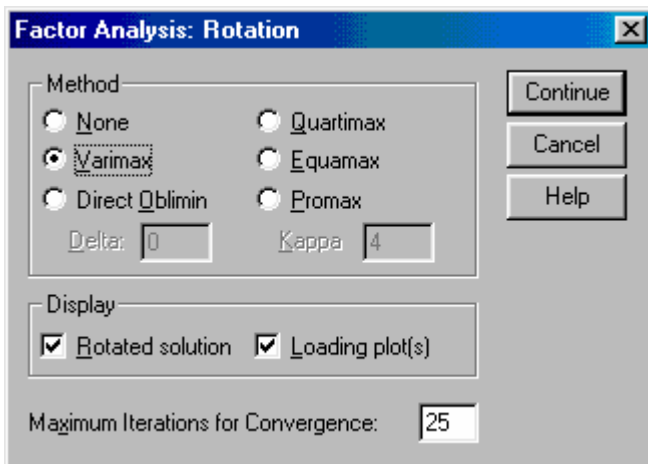 Factor Analysis: Rotation
Method
None
Quartimax
Varimax
Equamax
Direct Oblimin
Promax
Delta: 0
Kappa 4
Continue
Cancel
Help
Display
Rotated solution
Loading plot(s)
Maximum Iterations for Convergence: 25